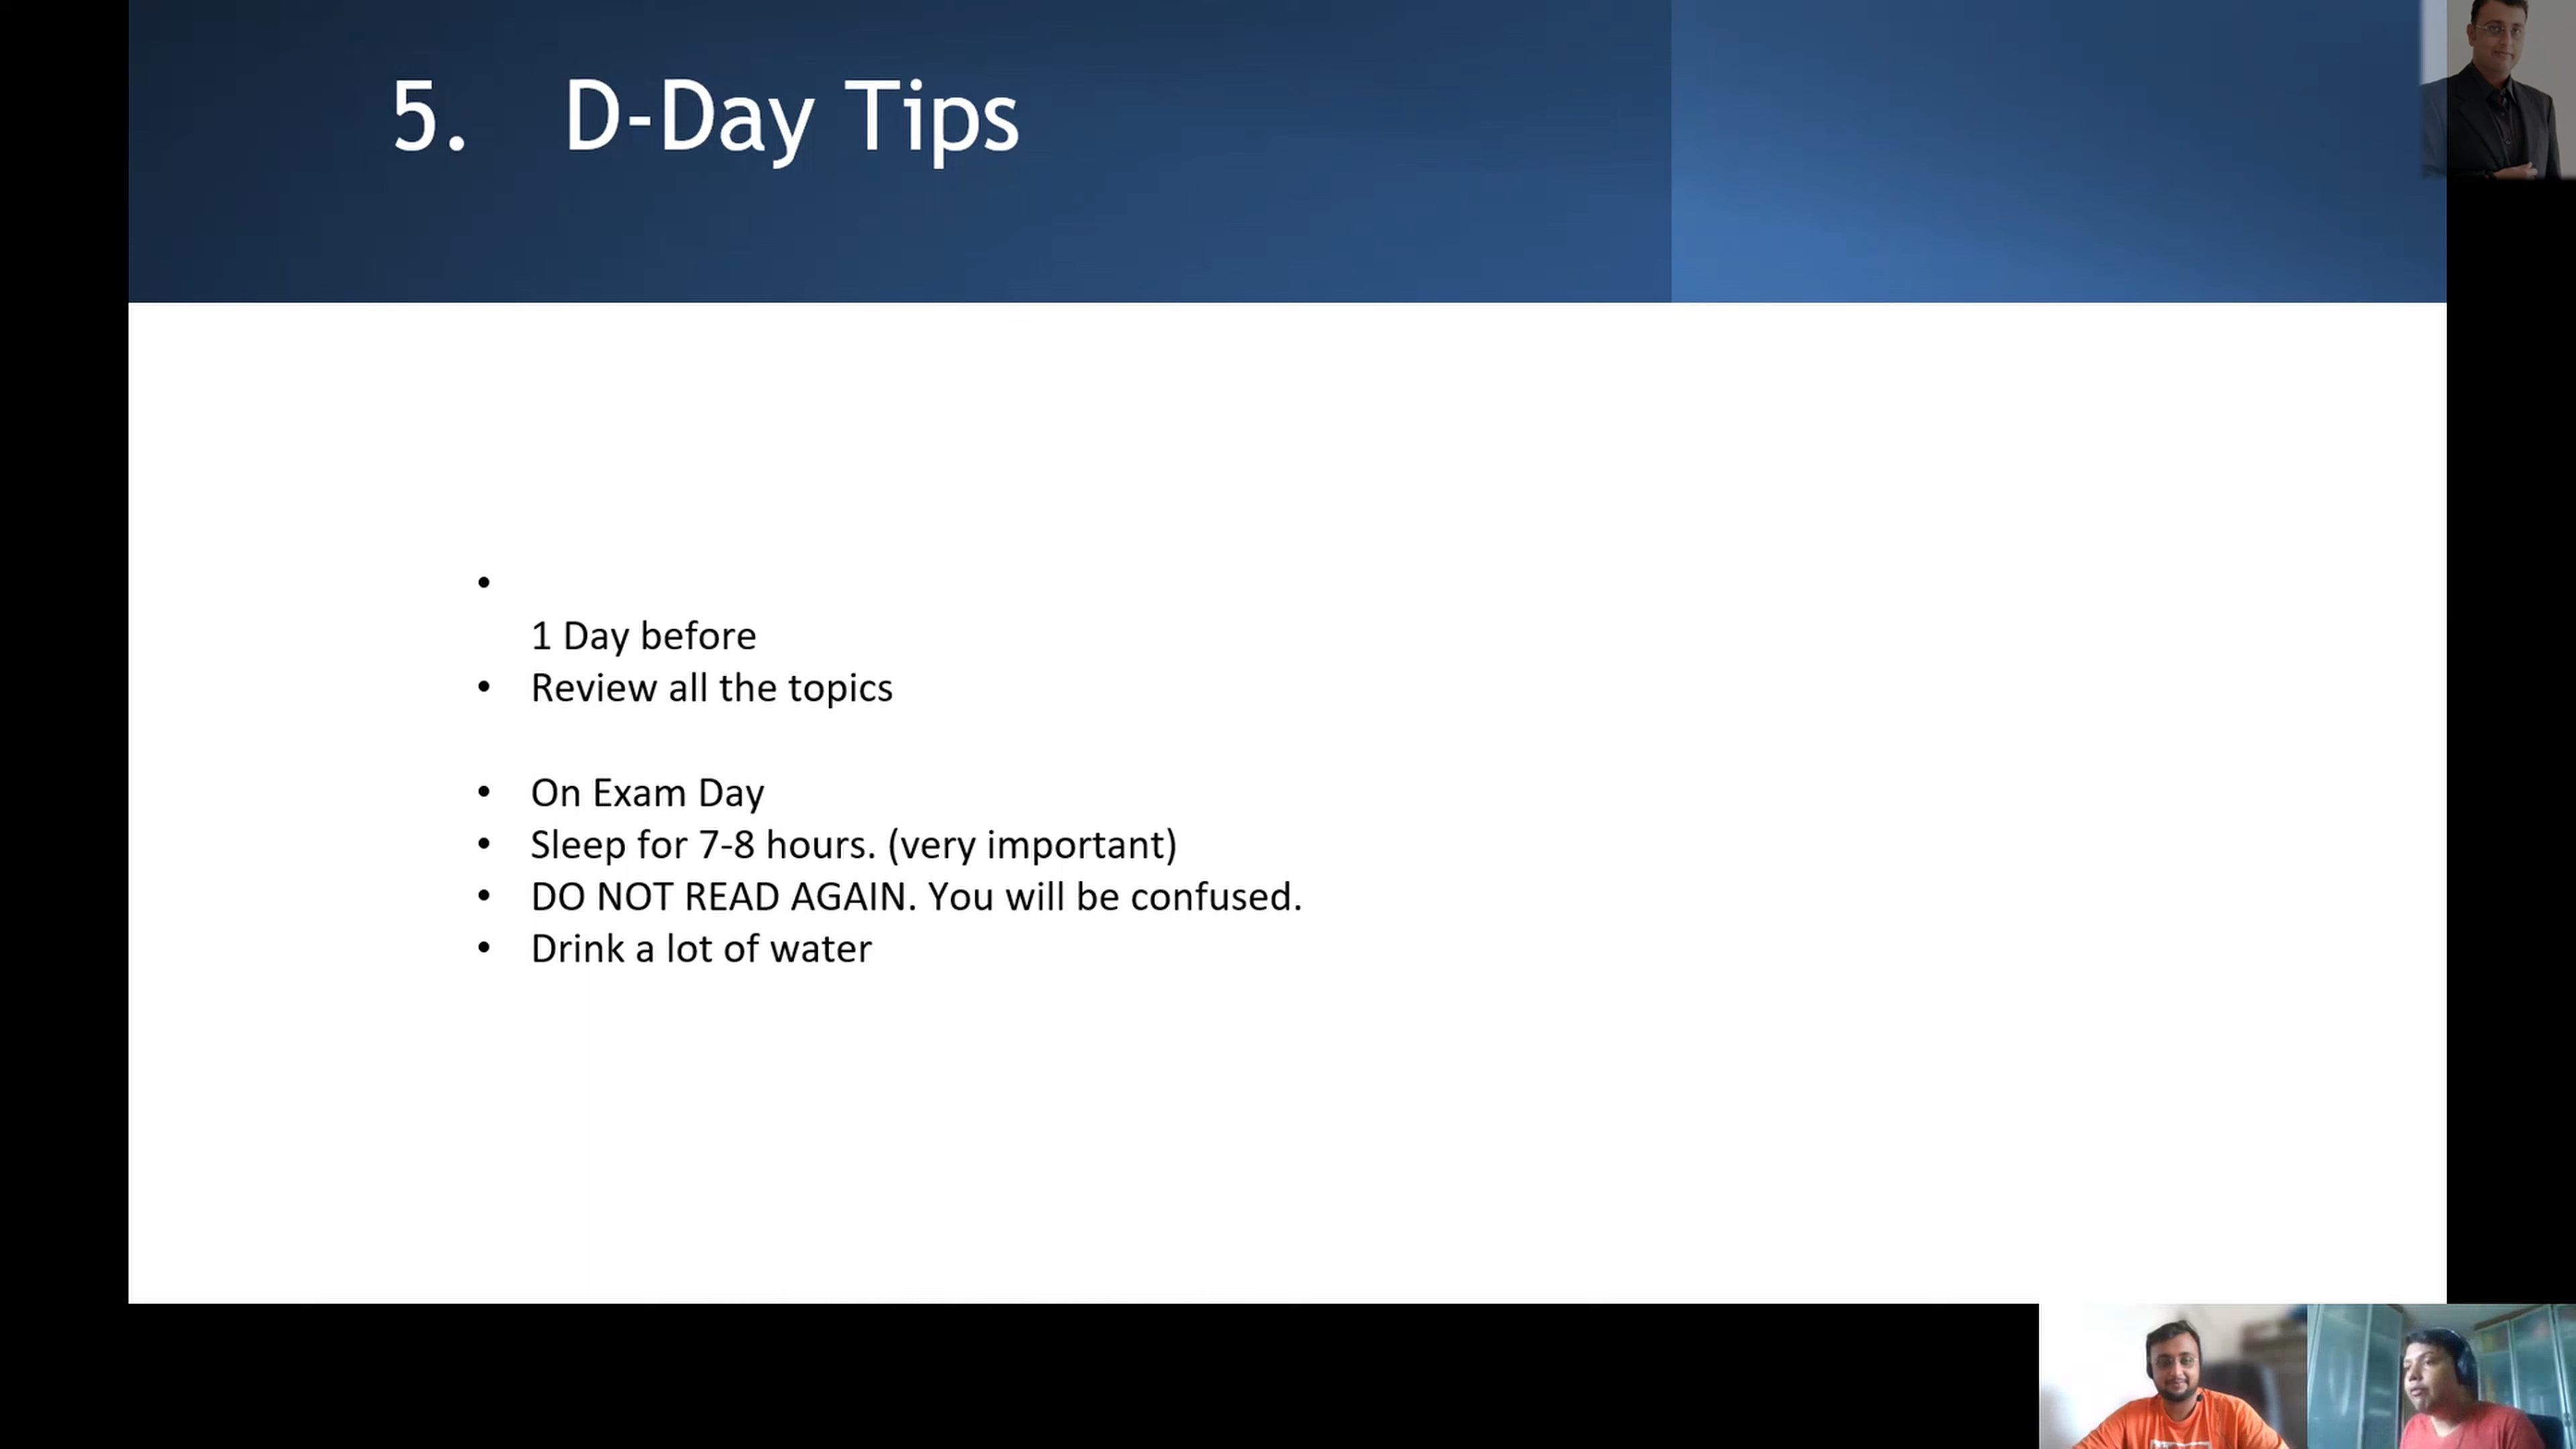 5. D-Day Tips
•
1 Day before
• Review all the topics
• On Exam Day
• Sleep for 7-8 hours. (very important)
• DO NOT READ AGAIN. You will be confused.
• Drink a lot of water